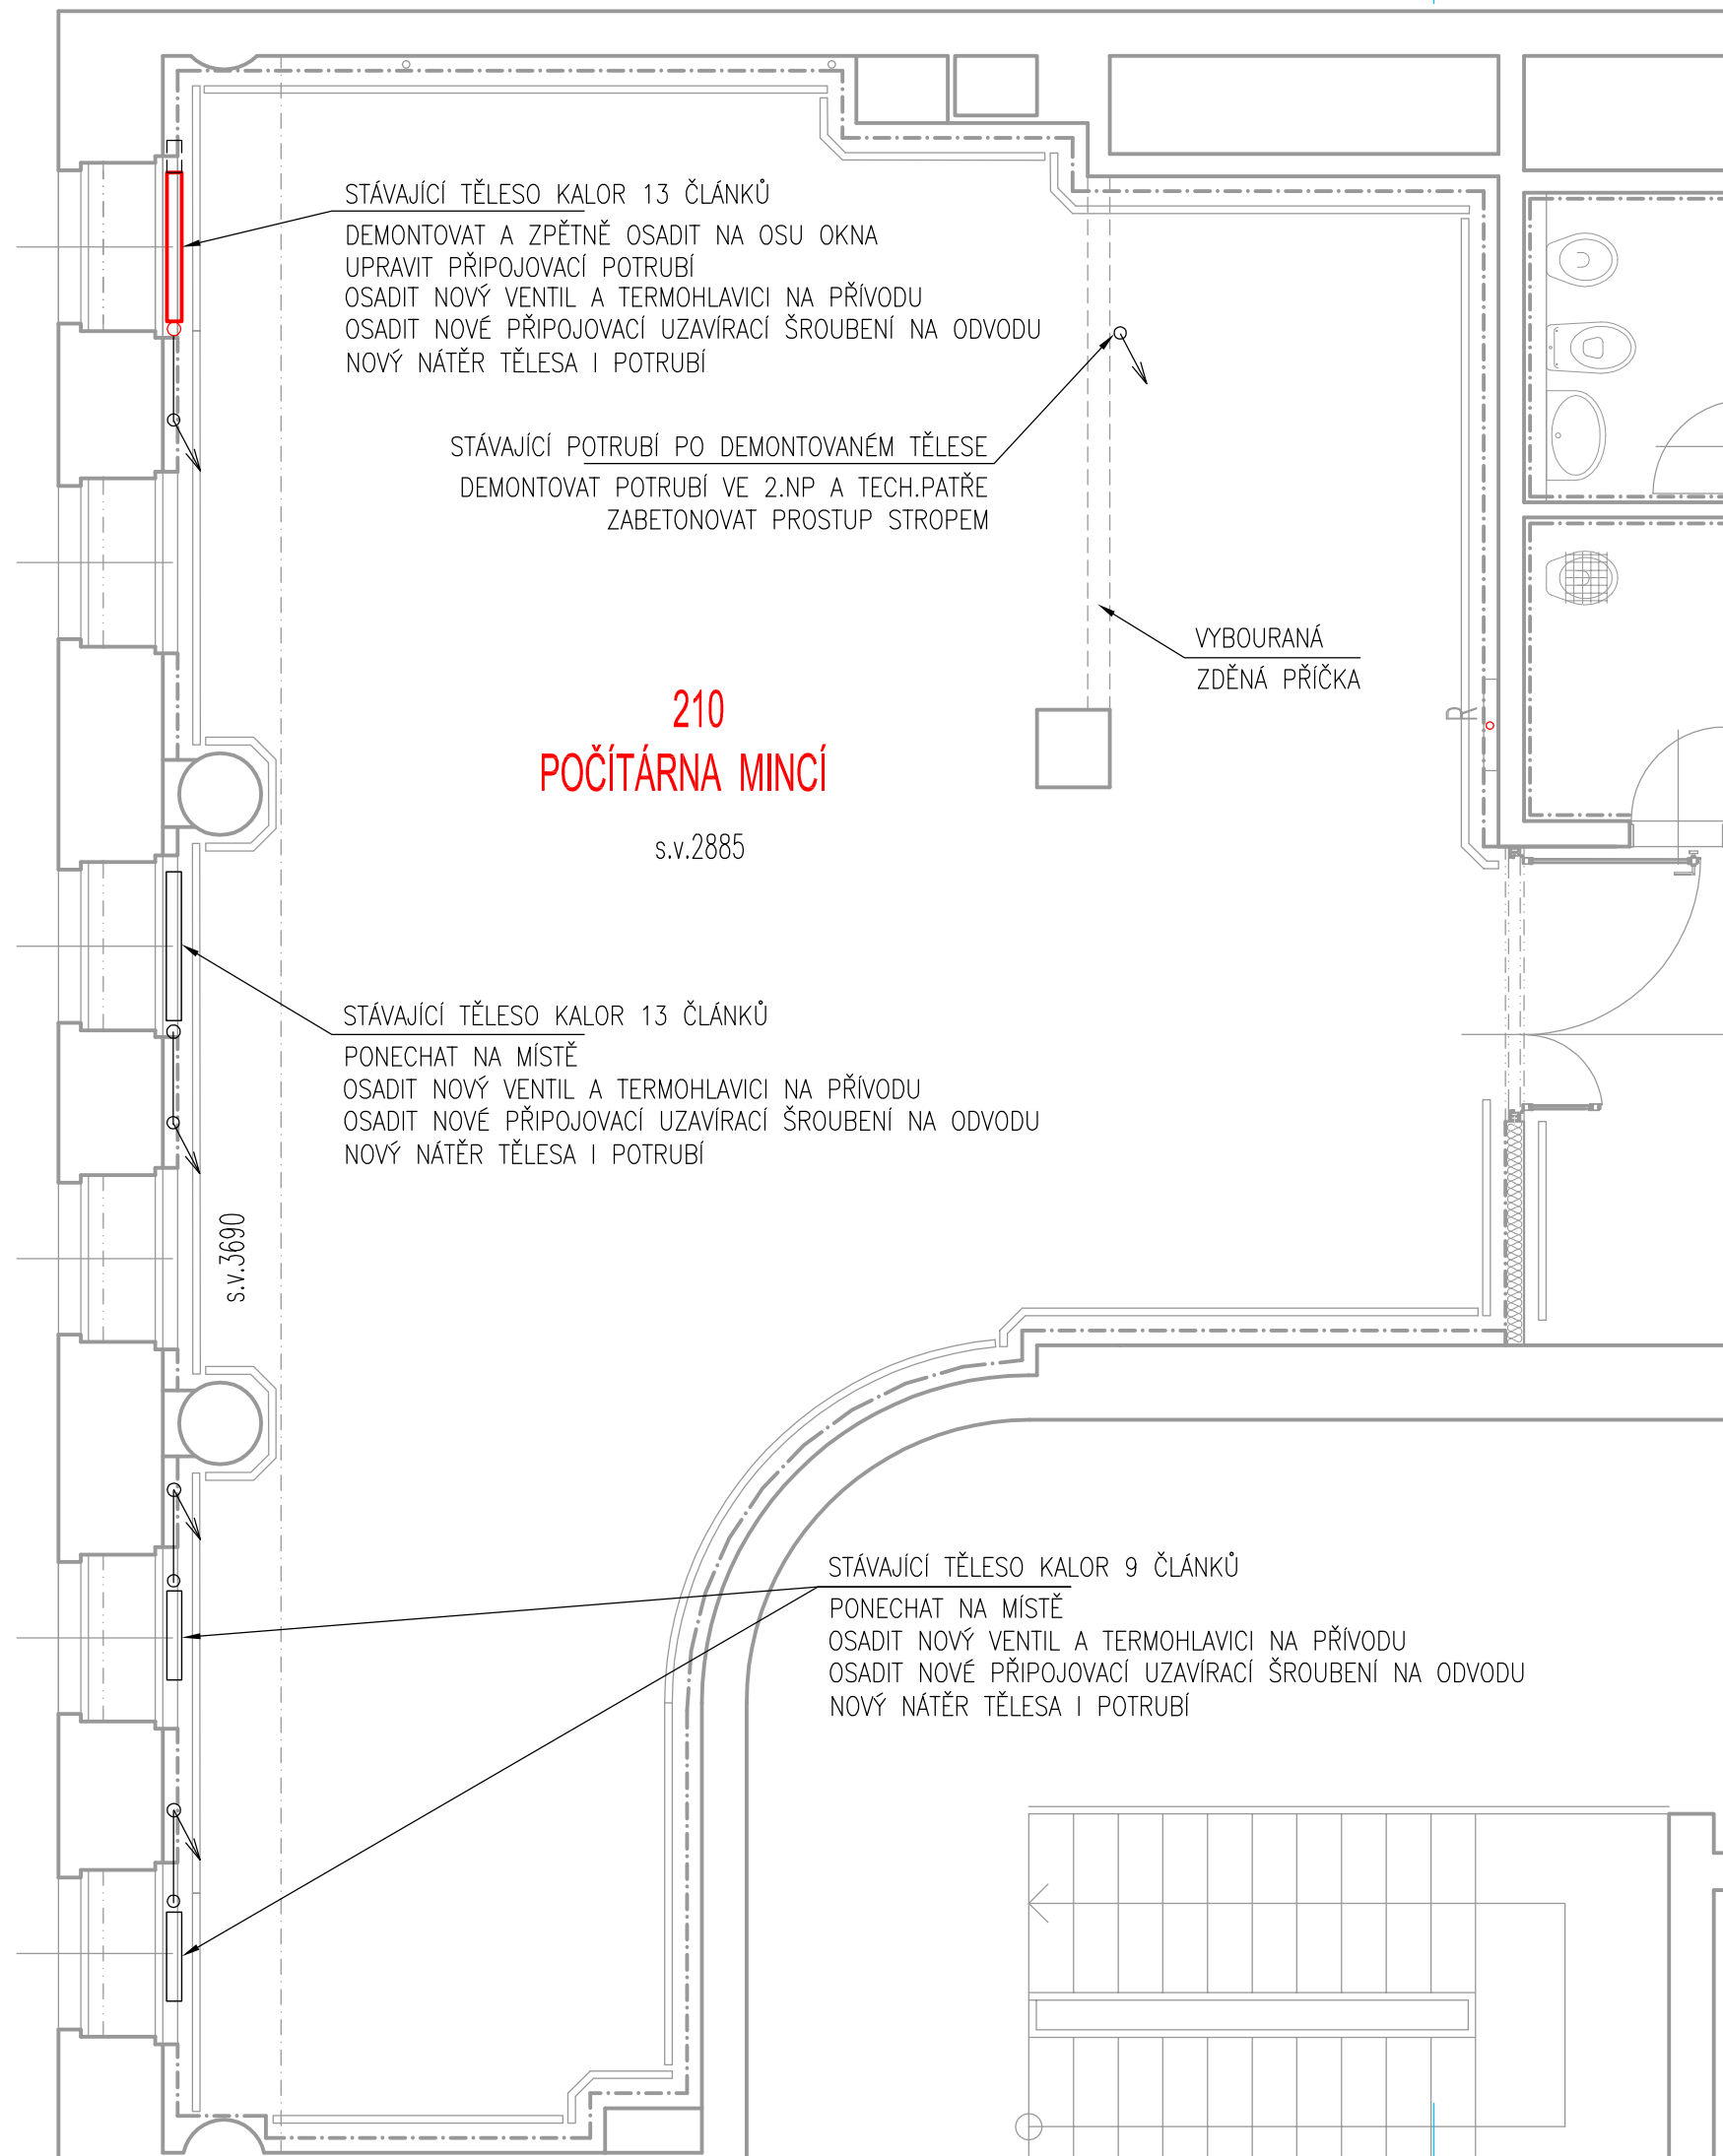 STÁVAJÍCÍ TĚLESO KALOR 13 ČLÁNKŮ
DEMONTOVAT A ZPĚTNĚ OSADIT NA OSU OKNA
UPRAVIT PŘIPOJOVACÍ POTRUBÍ
OSADIT NOVÝ VENTIL A TERMOHLAVICI NA PŘÍVODU
OSADIT NOVÉ PŘIPOJOVACÍ UZAVÍRACÍ ŠROUBENÍ NA ODVODU
NOVÝ NÁTĚR TĚLESA I POTRUBÍ
STÁVAJÍCÍ POTRUBÍ PO DEMONTOVANÉM TĚLESE
DEMONTOVAT POTRUBÍ VE 2.NP A TECH.PATŘE
ZABETONOVAT PROSTUP STROPEM
VYBOURANÁ
ZDĚNÁ PŘÍČKA
210
POČÍTÁRNA MINCÍ
s.v.2885
R
STÁVAJÍCÍ TĚLESO KALOR 13 ČLÁNKŮ
PONECHAT NA MÍSTĚ
OSADIT NOVÝ VENTIL A TERMOHLAVICI NA PŘÍVODU
OSADIT NOVÉ PŘIPOJOVACÍ UZAVÍRACÍ ŠROUBENÍ NA ODVODU
NOVÝ NÁTĚR TĚLESA I POTRUBÍ
s.v.3690
STÁVAJÍCÍ TĚLESO KALOR 9 ČLÁNKŮ
PONECHAT NA MÍSTĚ
OSADIT NOVÝ VENTIL A TERMOHLAVICI NA PŘÍVODU
OSADIT NOVÉ PŘIPOJOVACÍ UZAVÍRACÍ ŠROUBENÍ NA ODVODU
NOVÝ NÁTĚR TĚLESA I POTRUBÍ